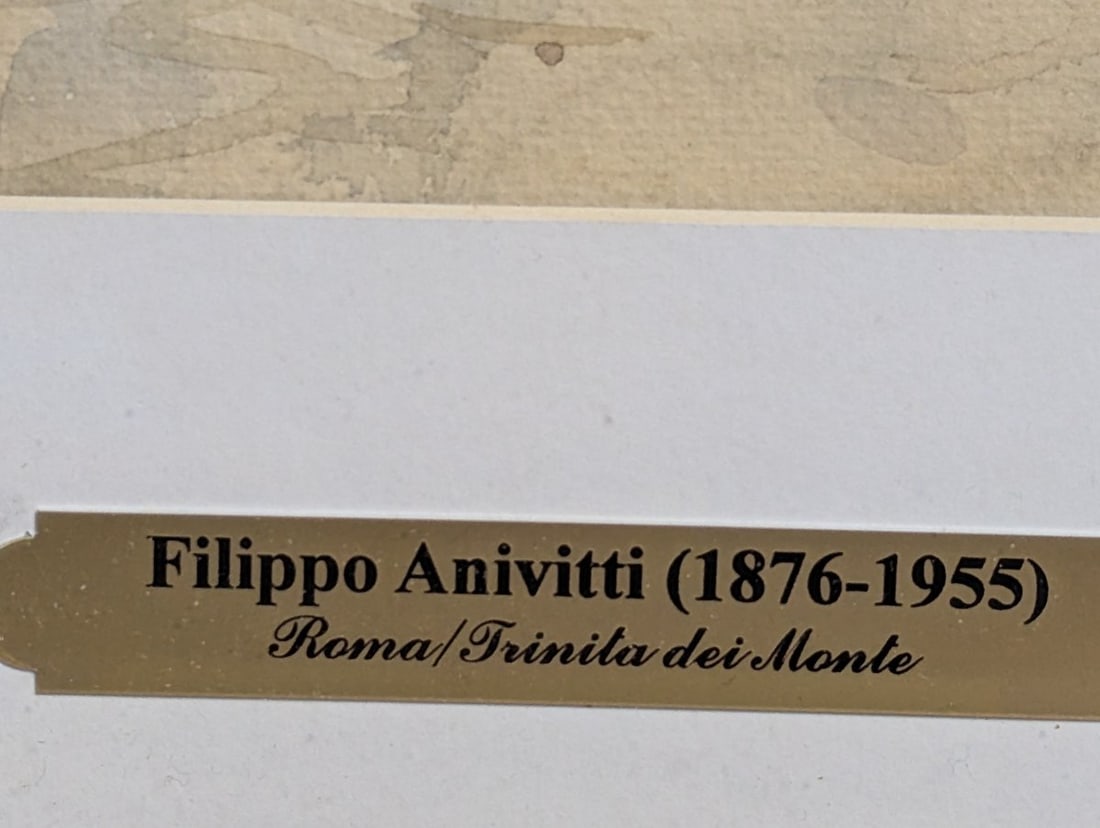 Filippo Anivitti (1876-1955)
Roma/Trinita dei Monte